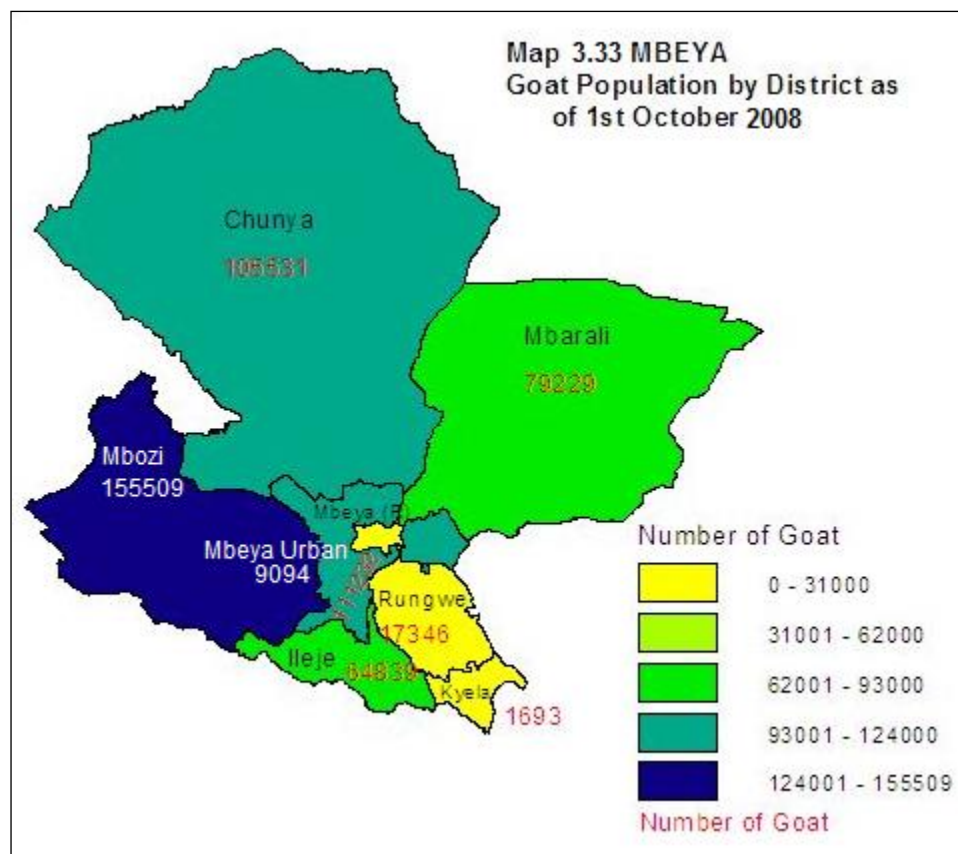 Map 3.33 MBEYA
Goat Population by District as
of 1st October 2008
Chunya
105531
Mbarali
79229
Mbozi
155509
Mbeya (R)
Mbeya Urban
9094
Rungwe
17346
Ileje
64839
Kyela
1693
Number of Goat
0 - 31000
31001 - 62000
62001 - 93000
93001 - 124000
124001 - 155509
Number of Goat